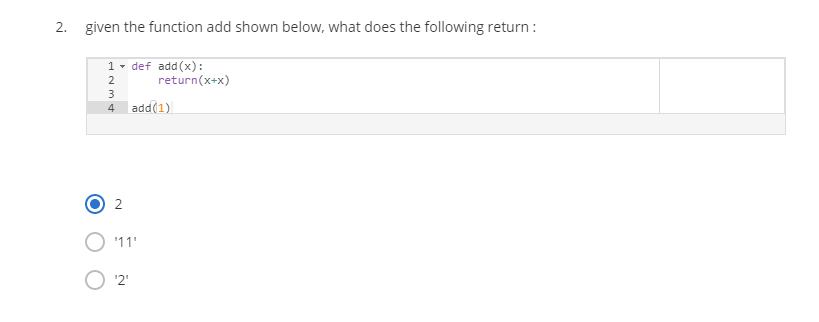 2. given the function add shown below, what does the following return :
1 def add(x):
2 return(x+x)
3
4 add(1)
2
'11'
'2'